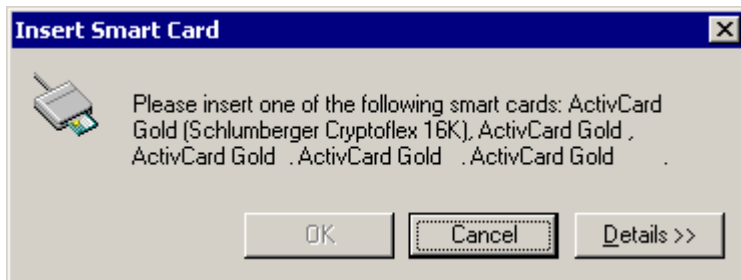 Insert Smart Card
Please insert one of the following smart cards: ActivCard
Gold (Schlumberger Cryptoflex 16K), ActivCard Gold ,
ActivCard Gold . ActivCard Gold . ActivCard Gold .
OK
Cancel
Details >>